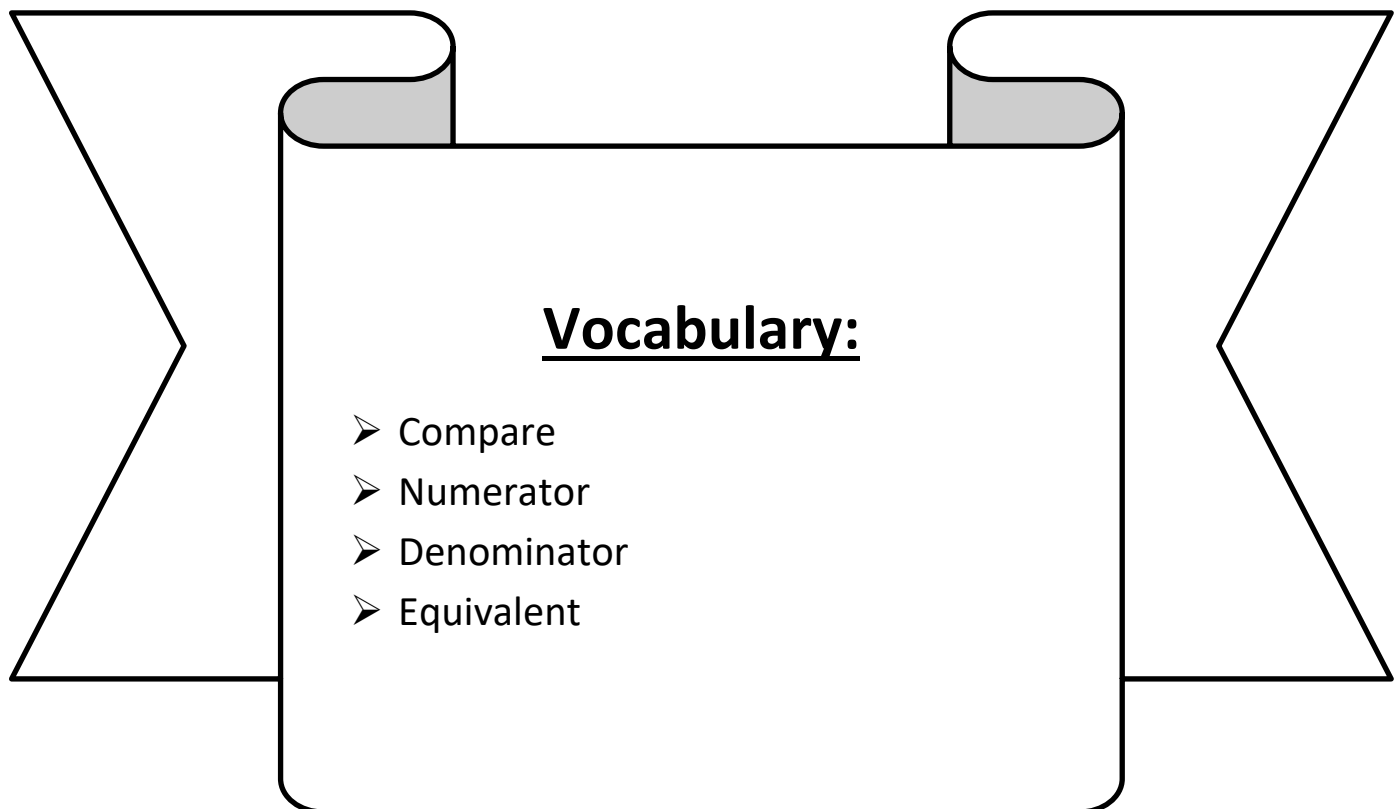 Vocabulary:
➢ Compare
➢ Numerator
➢ Denominator
➢ Equivalent